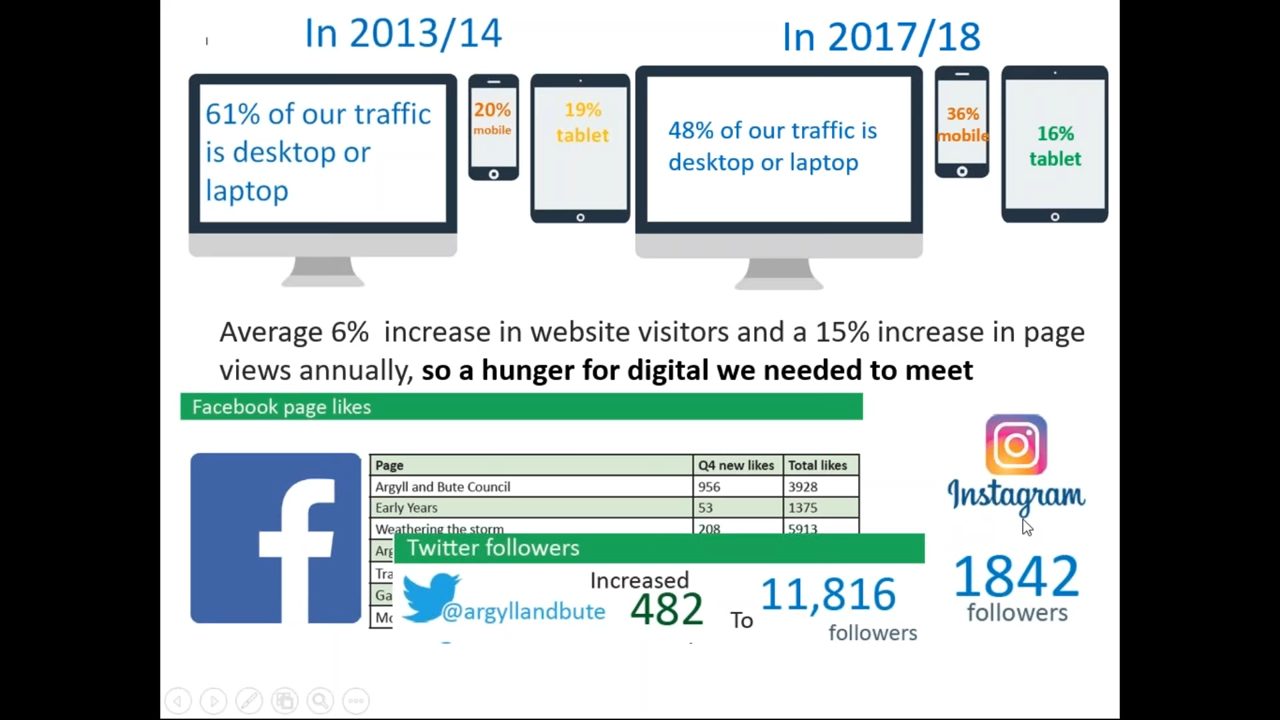 In 2013/14
61% of our traffic
is desktop or
laptop
20%
mobile
19%
tablet
In 2017/18
48% of our traffic is
desktop or laptop
36%
mobile
16%
tablet
Average 6% increase in website visitors and a 15% increase in page
views annually, so a hunger for digital we needed to meet
Facebook page likes
Page Q4 new likes Total likes
Argyll and Bute Council 956 3928
Early Years 53 1375
Weathering the storm 208 5913
Twitter followers
@argyllandbute
Increased
482
To
11,816
followers
Instagram
1842
followers